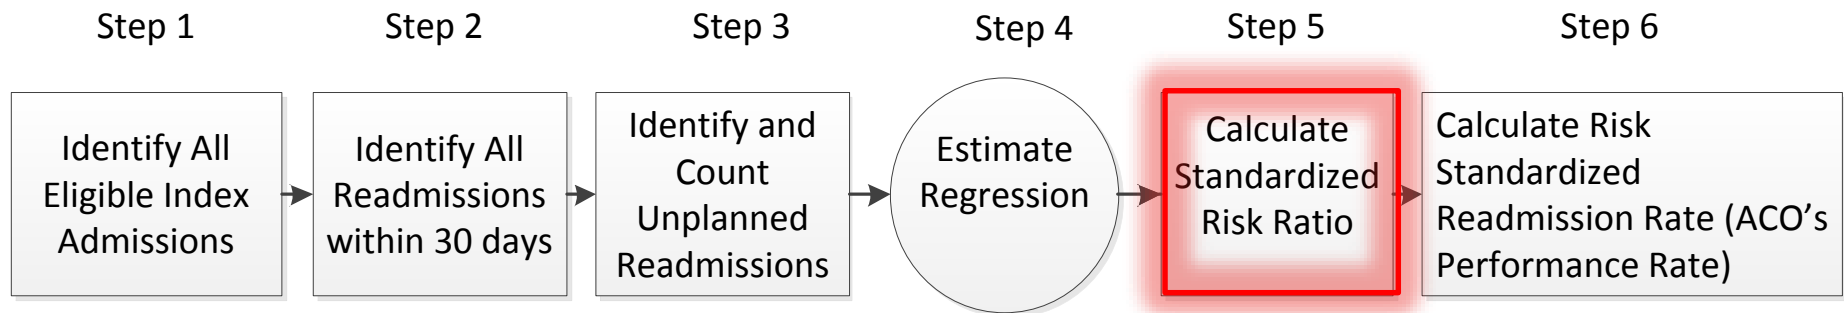 Step 1
Step 2
Step 3
Step 4
Step 5
Step 6
Identify All
Eligible Index
Admissions
Identify All
Readmissions
within 30 days
Identify and
Count
Unplanned
Readmissions
Estimate
Regression
Calculate
Standardized
Risk Ratio
Calculate Risk
Standardized
Readmission Rate (ACO’s
Performance Rate)